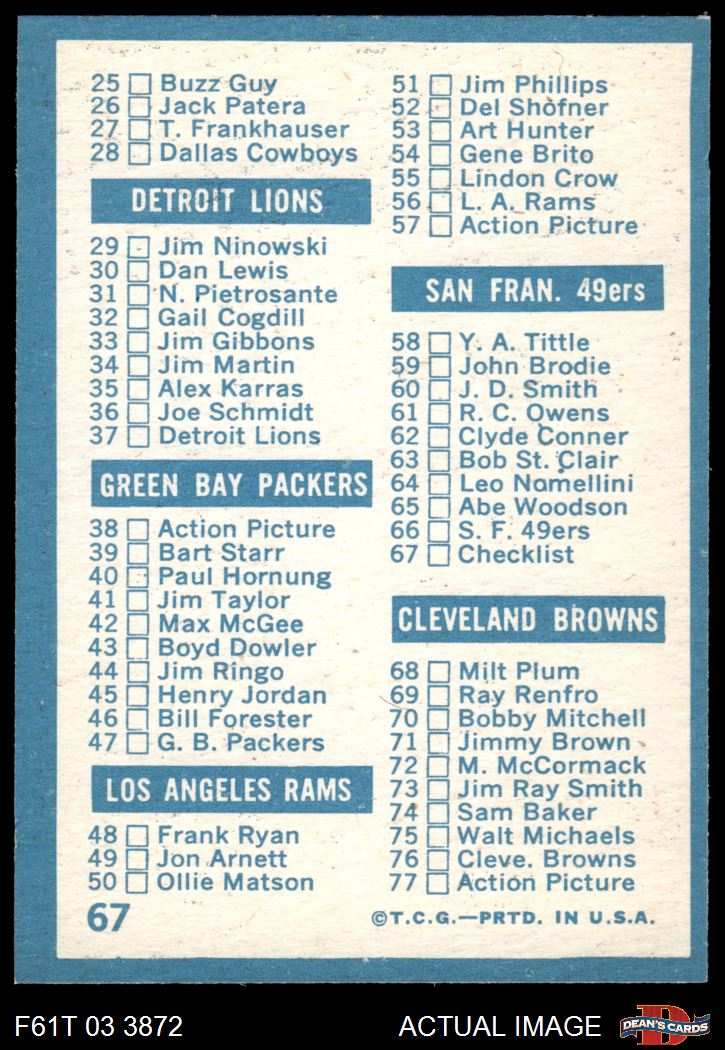 25 Buzz Guy
26 Jack Patera
27 T. Frankhauser
28 Dallas Cowboys
DETROIT LIONS
29 Jim Ninowski
30 Dan Lewis
31 N. Pietrosante
32 Gail Cogdill
33 Jim Gibbons
34 Jim Martin
35 Alex Karras
36 Joe Schmidt
37 Detroit Lions
GREEN BAY PACKERS
38 Action Picture
39 Bart Starr
40 Paul Hornung
41 Jim Taylor
42 Max McGee
43 Boyd Dowler
44 Jim Ringo
45 Henry Jordan
46 Bill Forester
47 G. B. Packers
LOS ANGELES RAMS
48 Frank Ryan
49 Jon Arnett
50 Ollie Matson
67
51 Jim Phillips
52 Del Shofner
53 Art Hunter
54 Gene Brito
55 Lindon Crow
56 L. A. Rams
57 Action Picture
SAN FRAN. 49ers
58 Y. A. Tittle
59 John Brodie
60 J. D. Smith
61 R. C. Owens
62 Clyde Conner
63 Bob St. Clair
64 Leo Nomellini
65 Abe Woodson
66 S. F. 49ers
67 Checklist
CLEVELAND BROWNS
68 Milt Plum
69 Ray Renfro
70 Bobby Mitchell
71 Jimmy Brown
72 M. McCormack
73 Jim Ray Smith
74 Sam Baker
75 Walt Michaels
76 Cleve. Browns
77 Action Picture
©T.C.G.—PRTD. IN U.S.A.
F61T 03 3872
ACTUAL IMAGE
D
DEAN'S CARDS